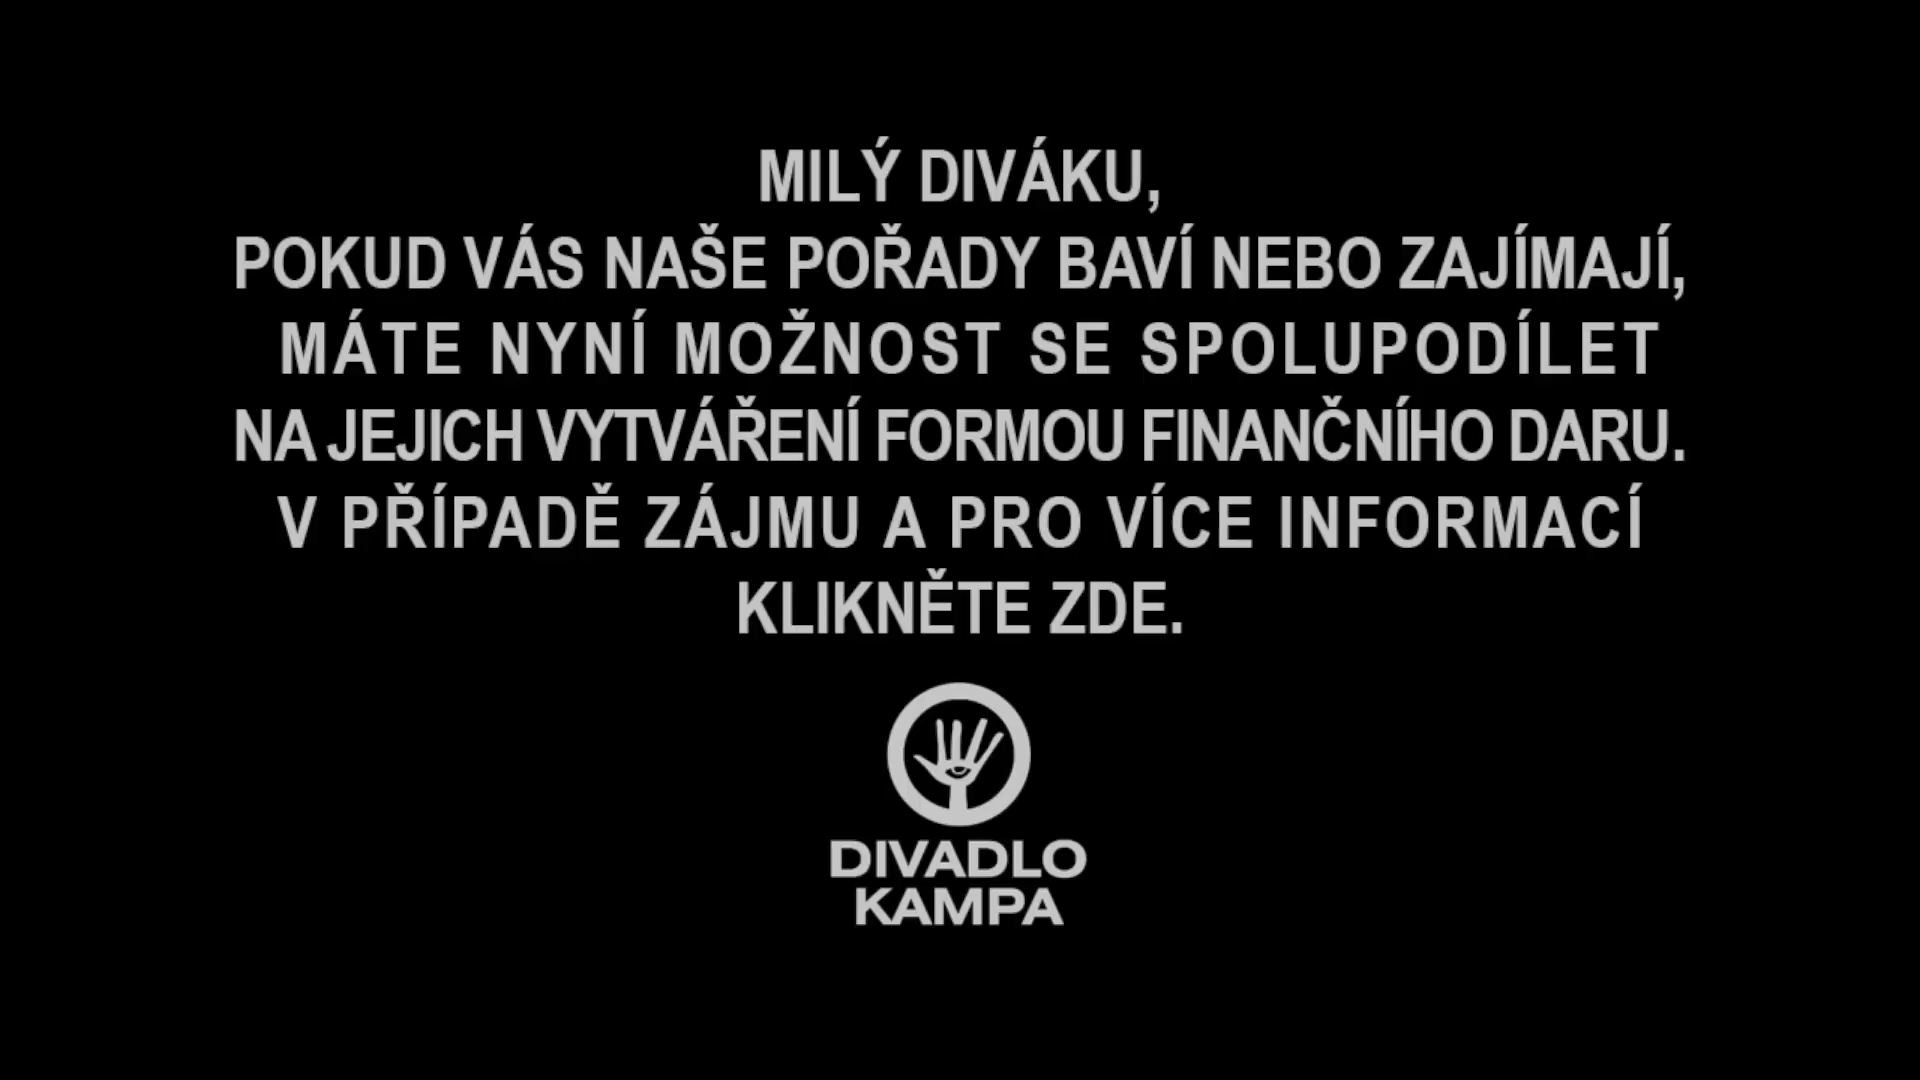 MILÝ DIVÁKU,
POKUD VÁS NAŠE POŘADY BAVÍ NEBO ZAJÍMAJÍ,
MÁTE NYNÍ MOŽNOST SE SPOLUPODÍLET
NA JEJICH VYTVÁŘENÍ FORMOU FINANČNÍHO DARU.
V PŘÍPADĚ ZÁJMU A PRO VÍCE INFORMACÍ
KLIKNĚTE ZDE.
DIVADLO
KAMPA